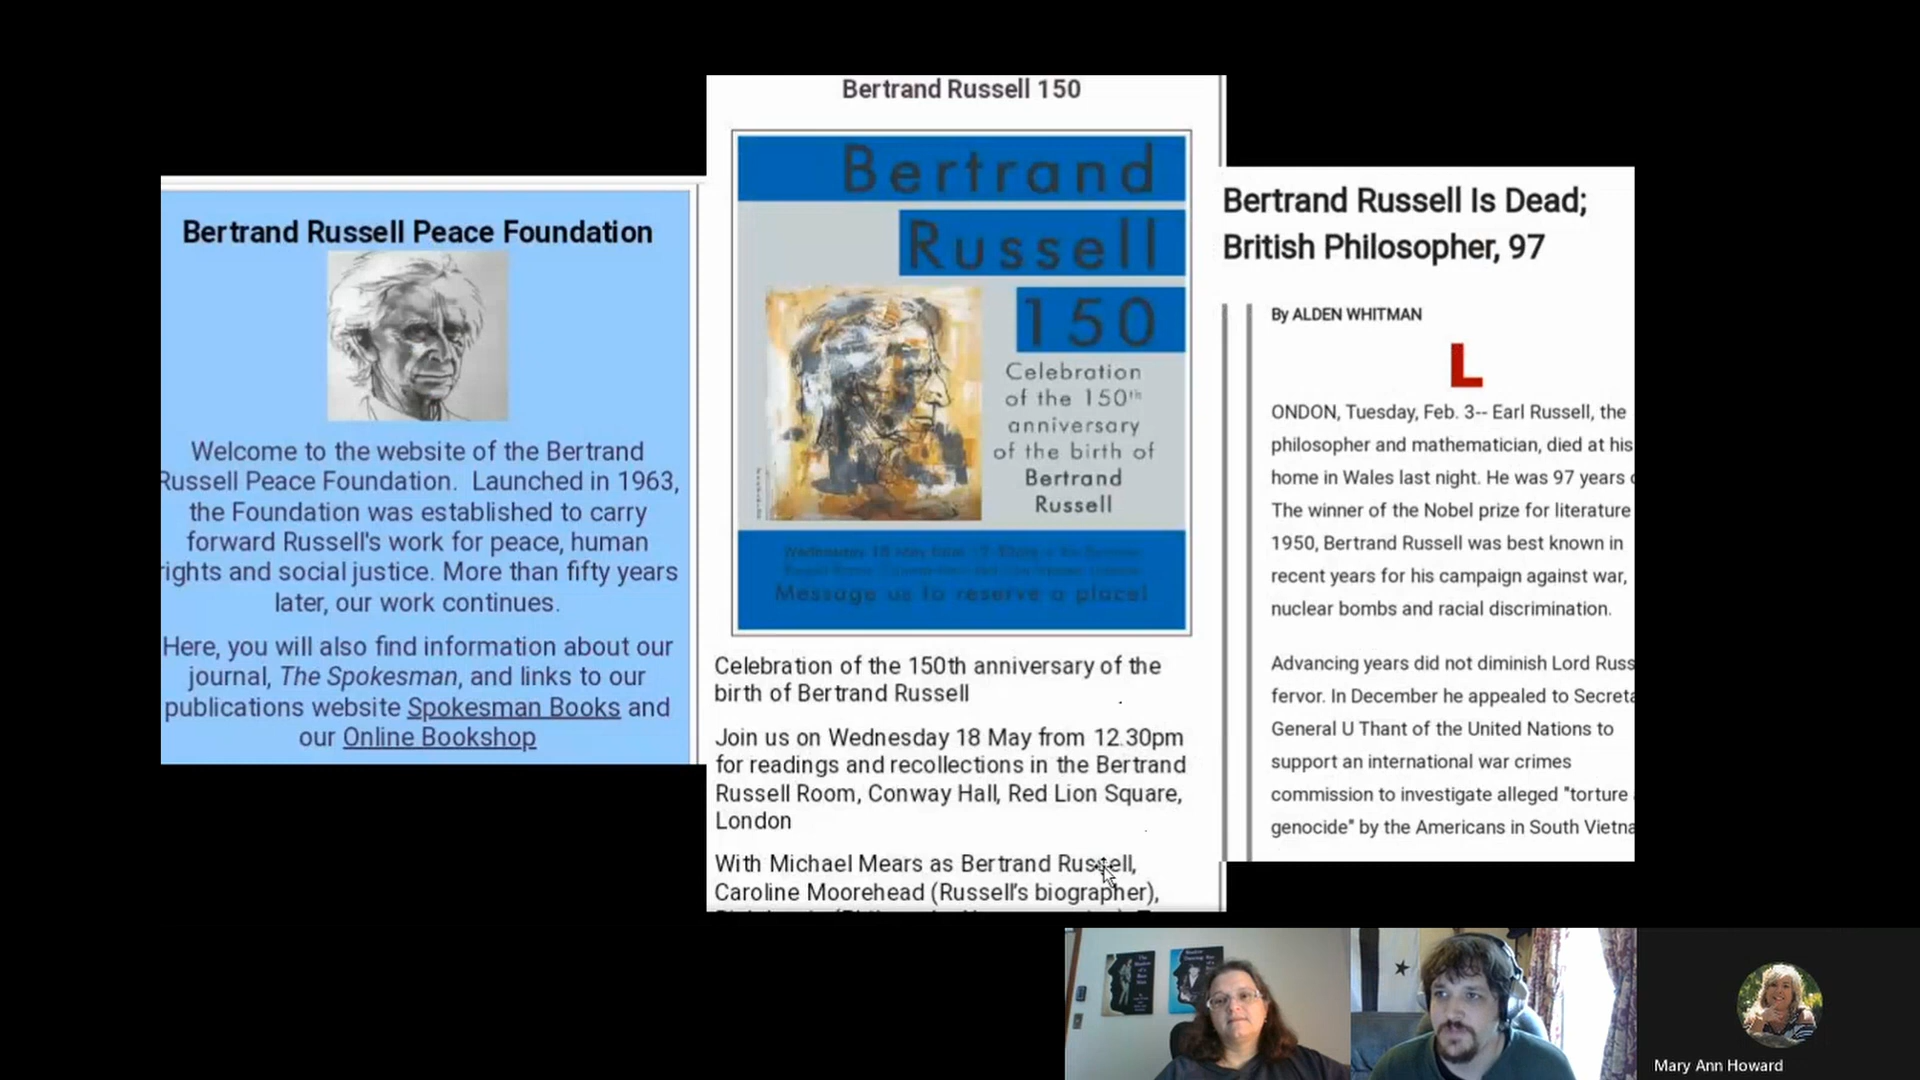 Bertrand Russell Peace Foundation
Welcome to the website of the Bertrand
Russell Peace Foundation. Launched in 1963,
the Foundation was established to carry
forward Russell's work for peace, human
rights and social justice. More than fifty years
later, our work continues.
Here, you will also find information about our
journal, The Spokesman, and links to our
publications website Spokesman Books and
our Online Bookshop
Bertrand Russell 150
Bertrand
Russell
150
Celebration
of the 150th
anniversary
of the birth of
Bertrand
Russell
Message us to reserve a place!
Celebration of the 150th anniversary of the
birth of Bertrand Russell
Join us on Wednesday 18 May from 12.30pm
for readings and recollections in the Bertrand
Russell Room, Conway Hall, Red Lion Square,
London
With Michael Mears as Bertrand Russell,
Caroline Moorehead (Russell's biographer),
Bertrand Russell Is Dead;
British Philosopher, 97
By ALDEN WHITMAN
L
ONDON, Tuesday, Feb. 3-- Earl Russell, the
philosopher and mathematician, died at his
home in Wales last night. He was 97 years
The winner of the Nobel prize for literature
1950, Bertrand Russell was best known in
recent years for his campaign against war,
nuclear bombs and racial discrimination.
Advancing years did not diminish Lord Russ
fervor. In December he appealed to Secreta
General U Thant of the United Nations to
support an international war crimes
commission to investigate alleged "torture
genocide" by the Americans in South Vietna
Mary Ann Howard